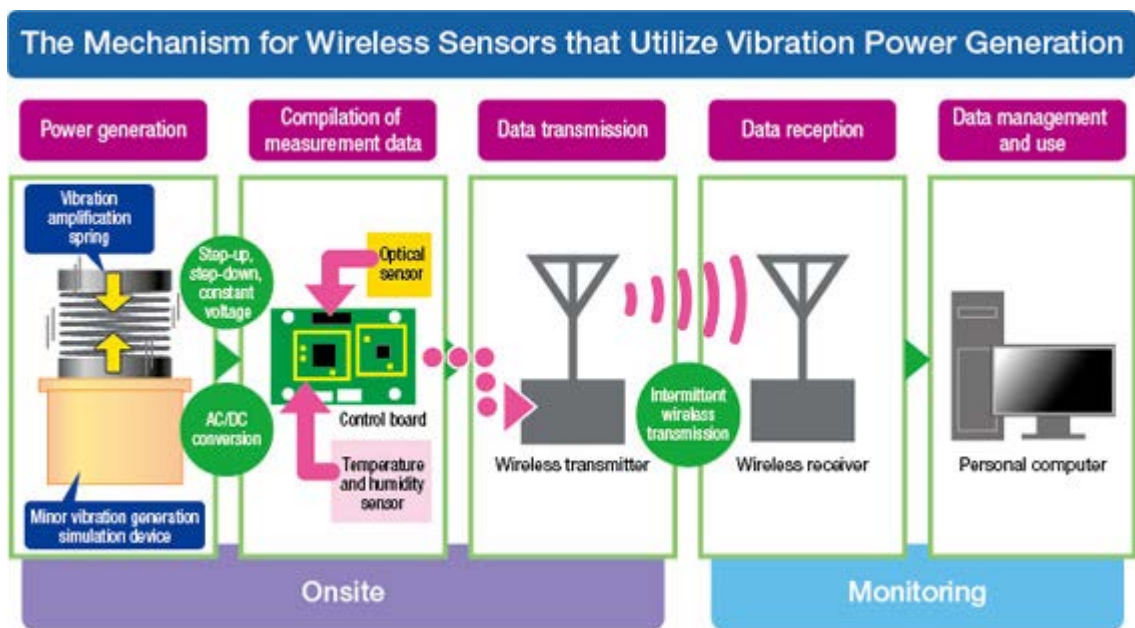 The Mechanism for Wireless Sensors that Utilize Vibration Power Generation
Power generation
Compilation of
measurement data
Data transmission
Data reception
Data management
and use
Vibration
amplification
spring
Minor vibration generation
simulation device
Step-up,
step-down,
constant
voltage
AC/DC
conversion
Optical
sensor
Control board
Temperature
and humidity
sensor
Wireless transmitter
Intermittent
wireless
transmission
Wireless receiver
Personal computer
Onsite
Monitoring